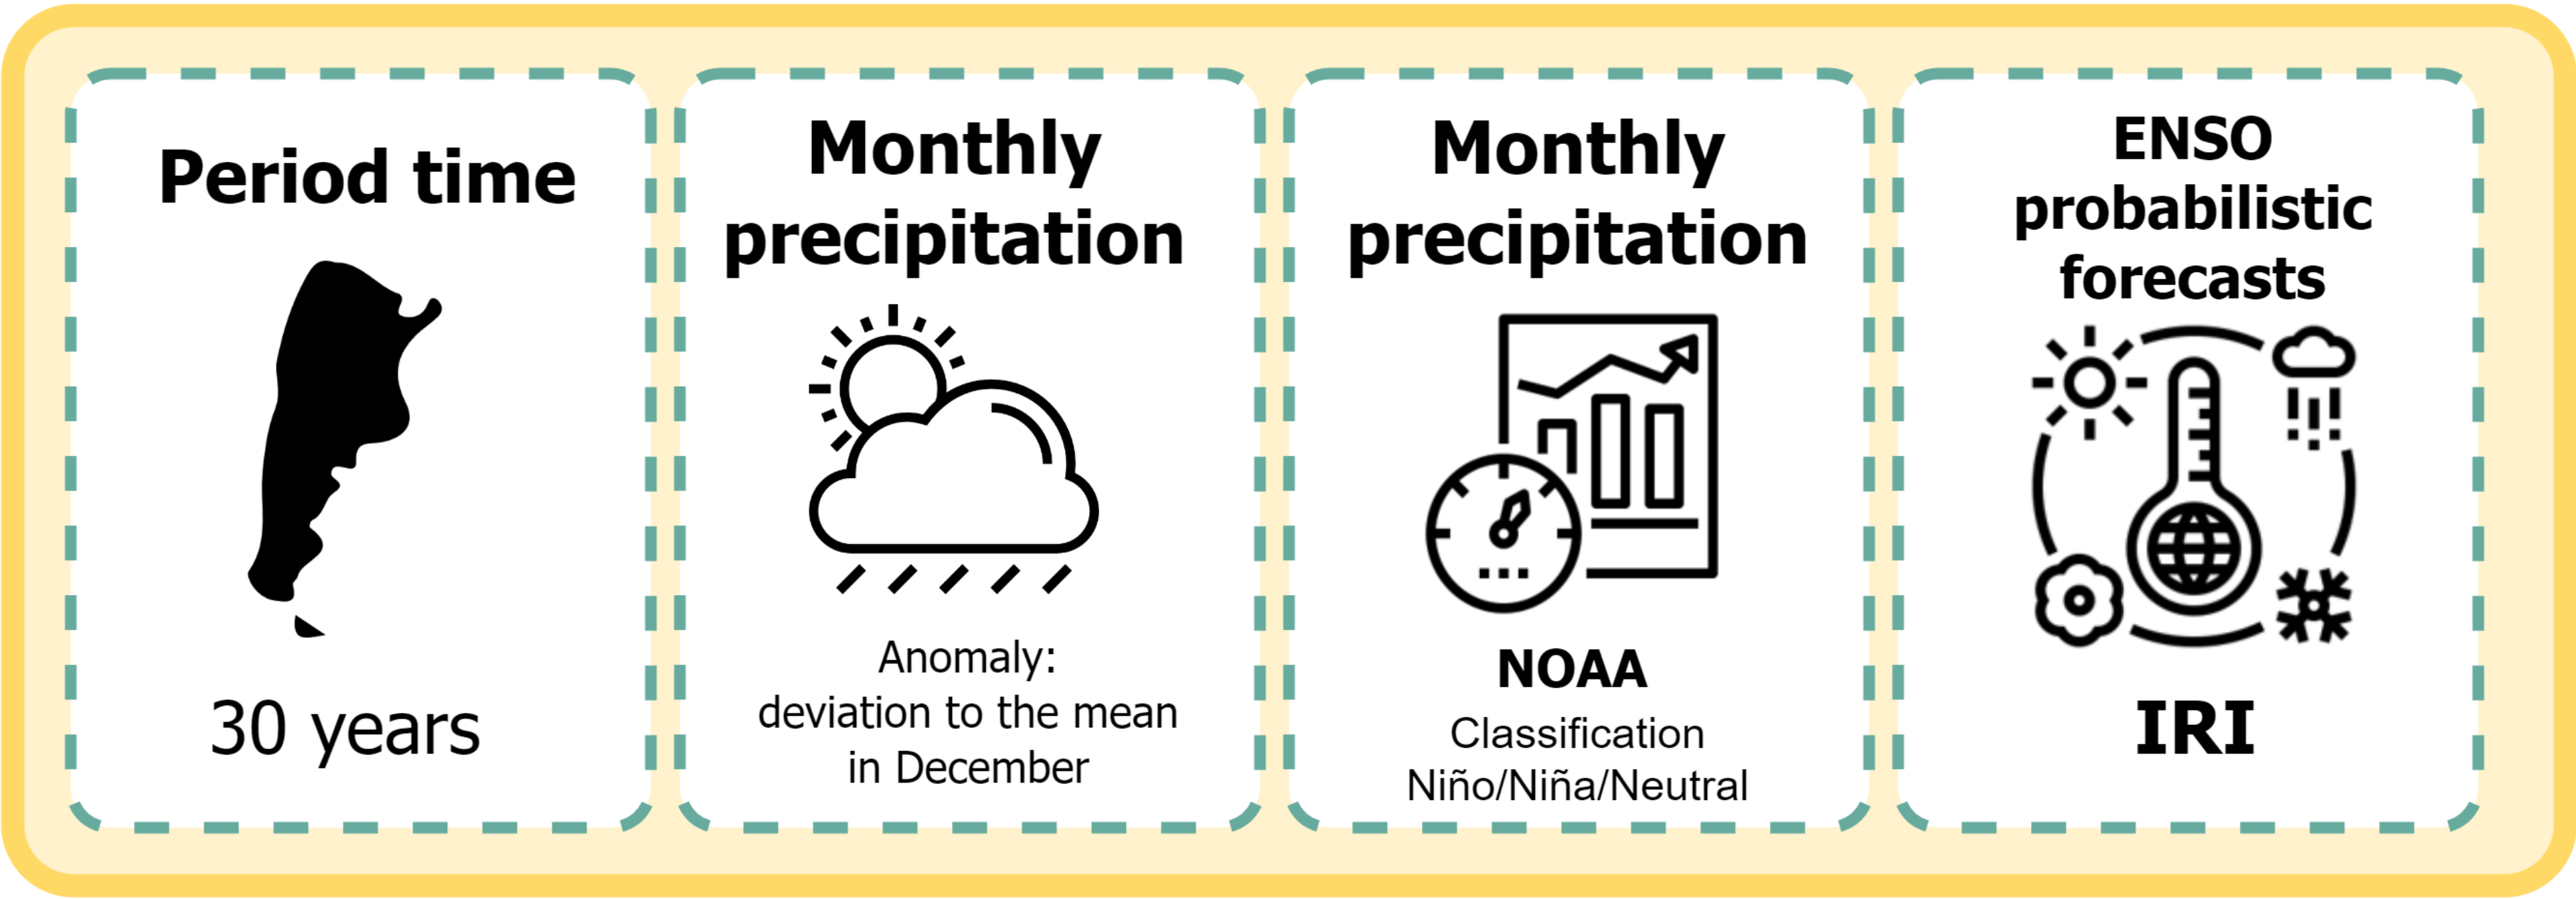 Period time
30 years
Monthly
precipitation
Anomaly:
deviation to the mean
in December
Monthly
precipitation
NOAA
Classification
Niño/Niña/Neutral
ENSO
probabilistic
forecasts
IRI